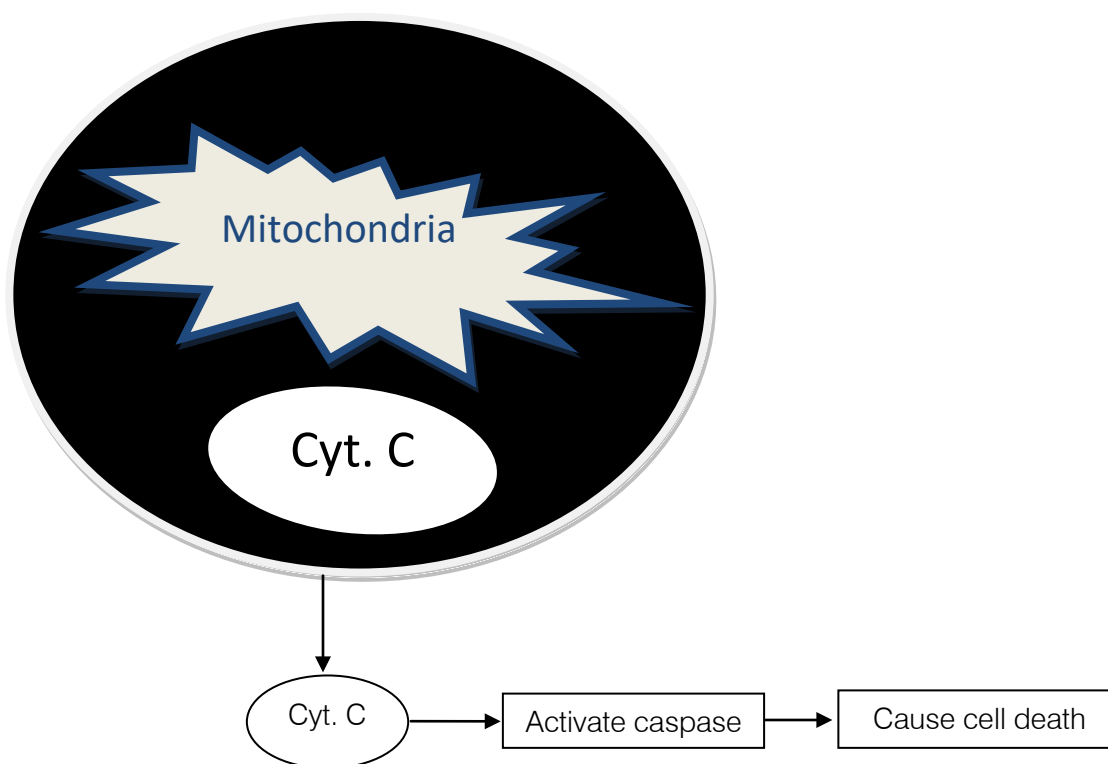 Mitochondria
Cyt. C
Cyt. C
Activate caspase
Cause cell death